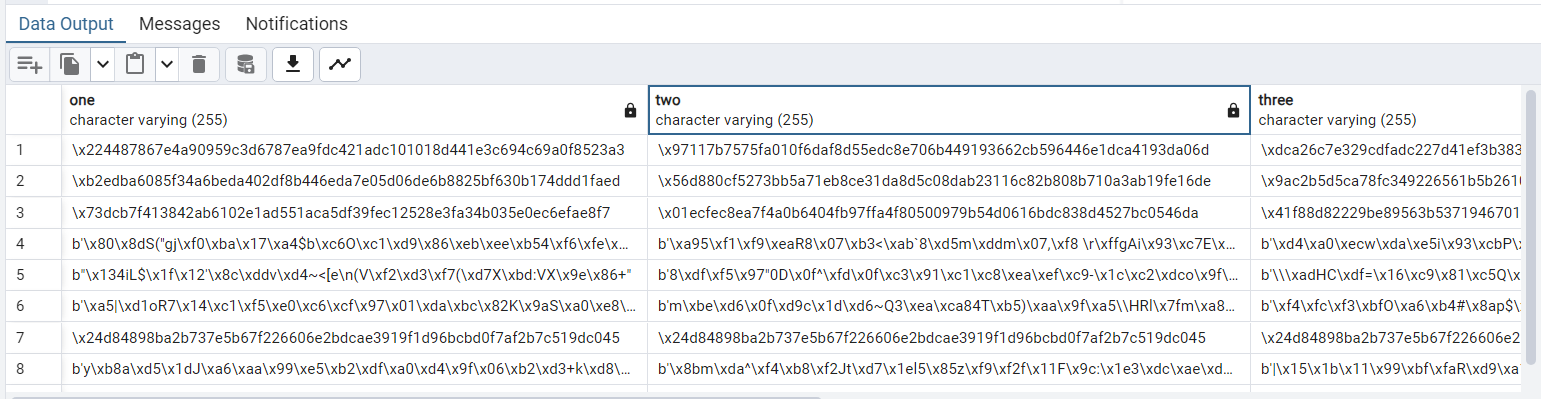 Data Output Messages Notifications
one two three
character varying (255) character varying (255) character varying (255)
1 \x224487867e4a90959c3d6787ea9fdc421adc101018d441e3c694c69a0f8523a3 \x97117b7575fa010f6daf8d55edc8e706b449193662cb596446e1dca4193da06d \xdca26c7e329cdfadc227d41ef3b383
2 \xb2edba6085f34a6beda402df8b446eda7e05d06de6b8825bf630b174ddd1faed \x56d880cf5273bb5a71eb8ce31da8d5c08dab23116c82b808b710a3ab19fe16de \x9ac2b5d5ca78fc349226561b5b2610
3 \x73dcb7f413842ab6102e1ad551aca5df39fec12528e3fa34b035e0ec6efae8f7 \x01ecfec8ea7f4a0b6404fb97ffa4f80500979b54d0616bdc838d4527bc0546da \x41f88d82229be89563b5371946701
4 b'\x80\x8dS("gj\xf0\xba\x17\xa4$b\xc6O\xc1\xd9\x86\xeb\xee\xb54\xf6\xfe\x... b'\xa95\xf1\xf9\xeaR8\x07\xb3<\xab`8\xd5m\xddm\x07,\xf8 \r\xffgAi\x93\xc7E\x... b'\xd4\xa0\xecw\xda\xe5i\x93\xcbP\x
5 b"\x134iL$\x1f\x12'\x8c\xddv\xd4~<[e\n(V\xf2\xd3\xf7(\xd7X\xbd:VX\x9e\x86+" b'8\xdf\xf5\x97"0D\x0f^\xfd\x0f\xc3\x91\xc1\xc8\xea\xef\xc9-\x1c\xc2\xdco\x9f\... b'\\\xadHC\xdf=\x16\xc9\x81\xc5Q\x
6 b'\xa5|\xd1oR7\x14\xc1\xf5\xe0\xc6\xcf\x97\x01\xda\xbc\x82K\x9aS\xa0\xe8\... b'm\xbe\xd6\x0f\xd9c\x1d\xd6~Q3\xea\xca84T\xb5)\xaa\x9f\xa5\\HRl\x7fm\xa8... b'\xf4\xfc\xf3\xbfO\xa6\xb4#\x8ap$\x
7 \x24d84898ba2b737e5b67f226606e2bdcae3919f1d96bcbd0f7af2b7c519dc045 \x24d84898ba2b737e5b67f226606e2bdcae3919f1d96bcbd0f7af2b7c519dc045 \x24d84898ba2b737e5b67f226606e2
8 b'y\xb8a\xd5\x1dJ\xa6\xaa\x99\xe5\xb2\xdf\xa0\xd4\x9f\x06\xb2\xd3+k\xd8\... b'\x8bm\xda^\xf4\xb8\xf2Jt\xd7\x1el5\x85z\xf9\xf2f\x11F\x9c:\x1e3\xdc\xae\xd... b'|\x15\x1b\x11\x99\xbf\xfaR\xd9\xa